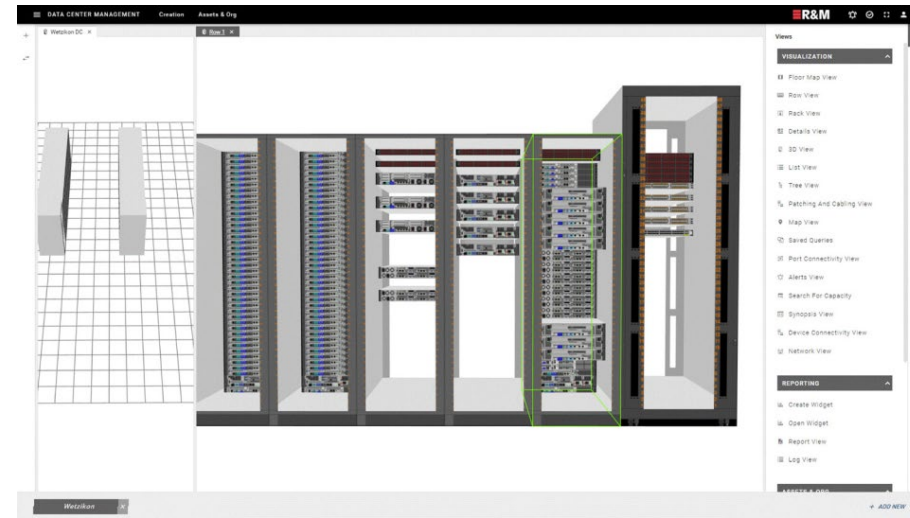 DATA CENTER MANAGEMENT Creation Assets & Org
R&M
Wetzikon DC ×
Row 1 ×
Views
VISUALIZATION
Floor Map View
Row View
Rack View
Details View
3D View
List View
Tree View
Patching And Cabling View
Map View
Saved Queries
Port Connectivity View
Alerts View
Search For Capacity
Synopsis View
Device Connectivity View
Network View
REPORTING
Create Widget
Open Widget
Report View
Log View
ASSETS & ORG
Wetzikon ×
+ ADD NEW